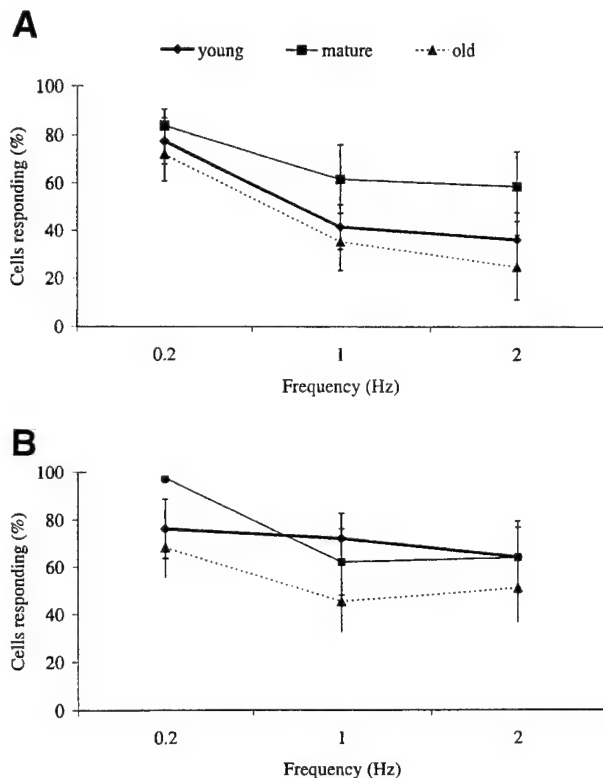 A
young mature old
100
80
60
40
20
0
Cells responding (%)
0.2 1 2
Frequency (Hz)
B
100
80
60
40
20
0
Cells responding (%)
0.2 1 2
Frequency (Hz)